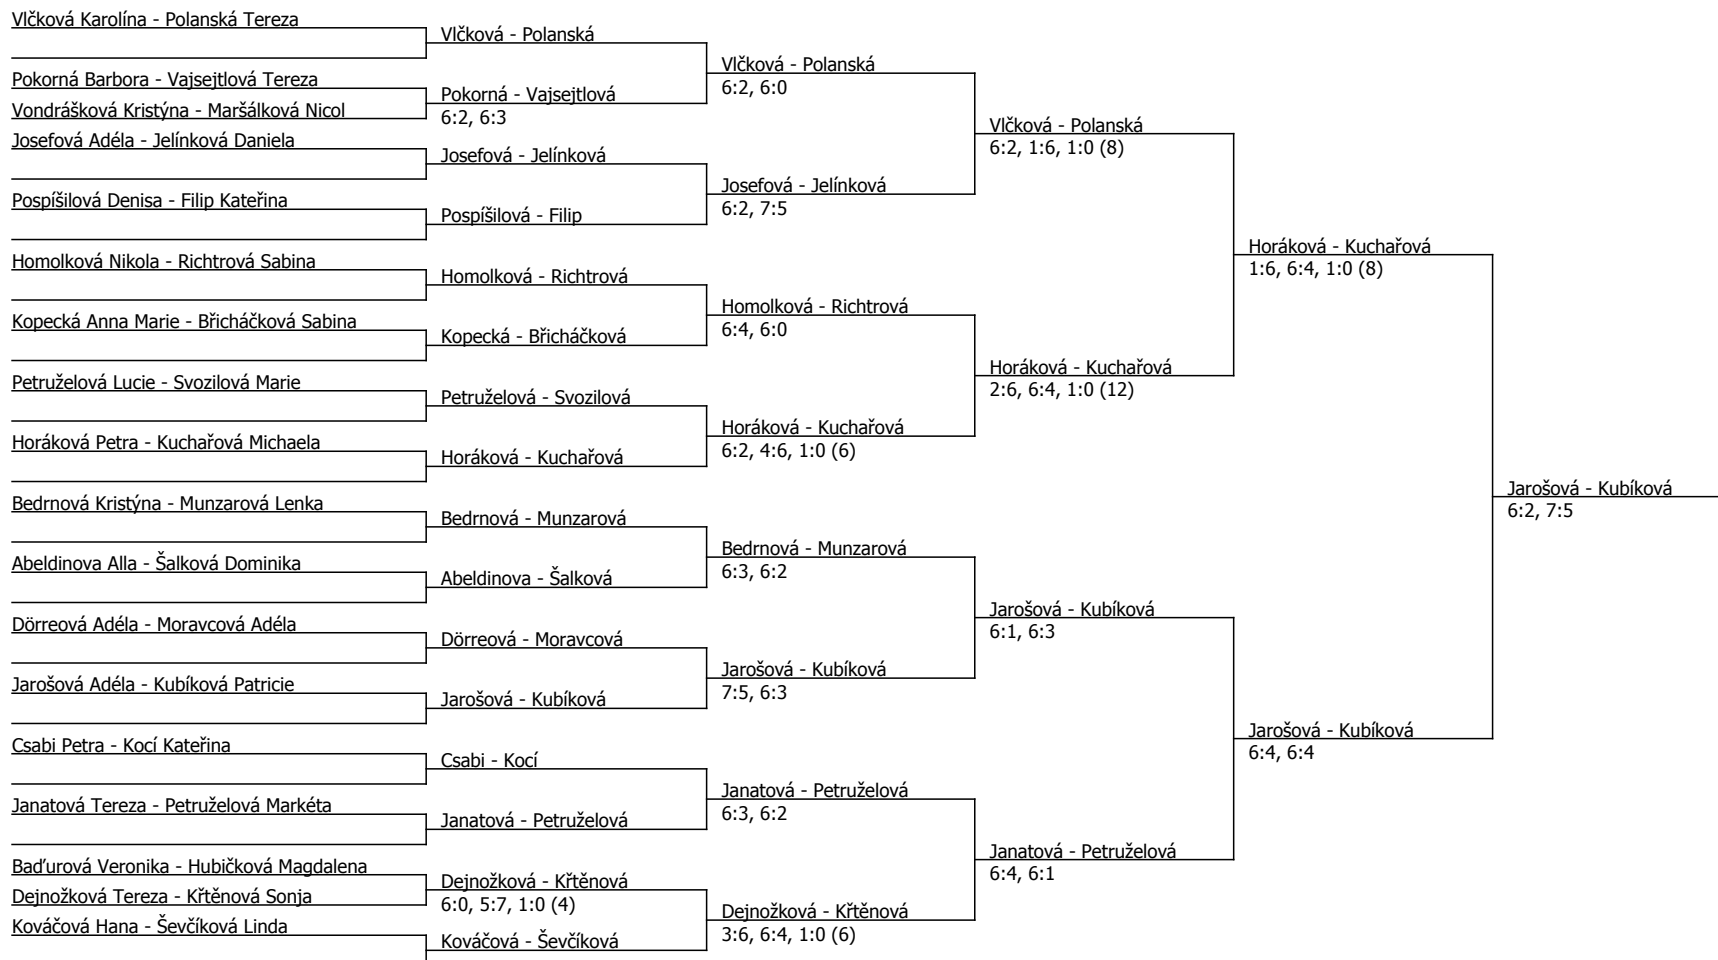 Vlčková Karolína - Polanská Tereza
Pokorná Barbora - Vajsejtlová Tereza
Vondrášková Kristýna - Maršálková Nicol
Josefová Adéla - Jelínková Daniela
Pospíšilová Denisa - Filip Kateřina
Homolková Nikola - Richtrová Sabina
Kopecká Anna Marie - Břicháčková Sabina
Petruželová Lucie - Svozilová Marie
Horáková Petra - Kuchařová Michaela
Bedrnová Kristýna - Munzarová Lenka
Abeldinova Alla - Šalková Dominika
Dörreová Adéla - Moravcová Adéla
Jarošová Adéla - Kubíková Patricie
Csabi Petra - Kocí Kateřina
Janatová Tereza - Petruželová Markéta
Baďurová Veronika - Hubičková Magdalena
Dejnožková Tereza - Křtěnová Sonja
Kováčová Hana - Ševčíková Linda
Vlčková - Polanská
Pokorná - Vajsejtlová
6:2, 6:3
Josefová - Jelínková
Pospíšilová - Filip
Homolková - Richtrová
Kopecká - Břicháčková
Petruželová - Svozilová
Horáková - Kuchařová
Bedrnová - Munzarová
Abeldinova - Šalková
Dörreová - Moravcová
Jarošová - Kubíková
Csabi - Kocí
Janatová - Petruželová
Dejnožková - Křtěnová
6:0, 5:7, 1:0 (4)
Kováčová - Ševčíková
Vlčková - Polanská
6:2, 6:0
Josefová - Jelínková
6:2, 7:5
Homolková - Richtrová
6:4, 6:0
Horáková - Kuchařová
6:2, 4:6, 1:0 (6)
Bedrnová - Munzarová
6:3, 6:2
Jarošová - Kubíková
7:5, 6:3
Janatová - Petruželová
6:3, 6:2
Dejnožková - Křtěnová
3:6, 6:4, 1:0 (6)
Vlčková - Polanská
6:2, 1:6, 1:0 (8)
Horáková - Kuchařová
2:6, 6:4, 1:0 (12)
Jarošová - Kubíková
6:1, 6:3
Janatová - Petruželová
6:4, 6:1
Horáková - Kuchařová
1:6, 6:4, 1:0 (8)
Jarošová - Kubíková
6:4, 6:4
Jarošová - Kubíková
6:2, 7:5